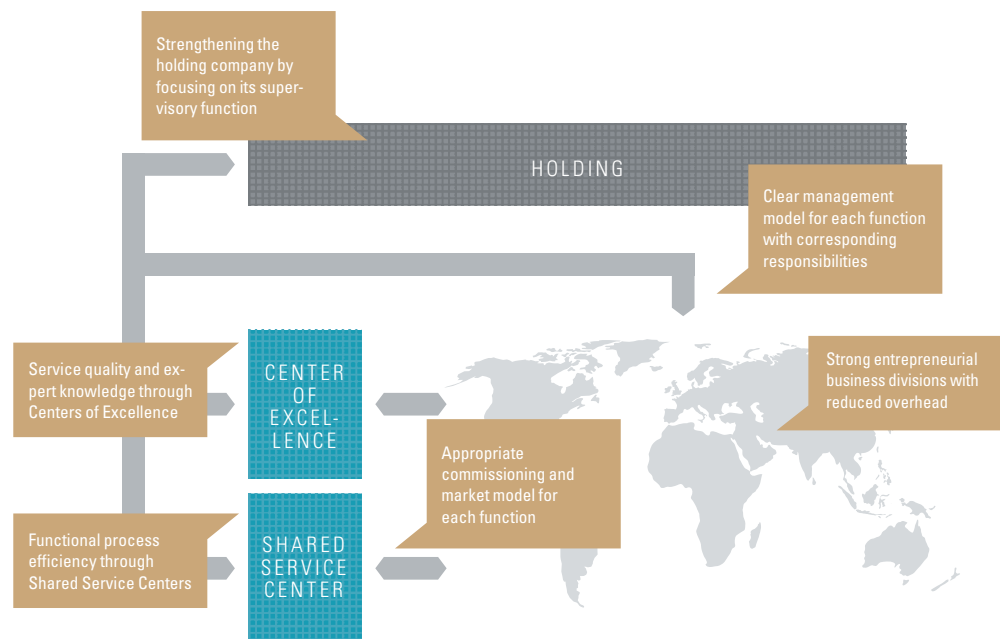 Strengthening the
holding company by
focusing on its super-
visory function
HOLDING
Clear management
model for each function
with corresponding
responsibilities
Service quality and ex-
pert knowledge through
Centers of Excellence
CENTER
OF
EXCEL-
LENCE
Strong entrepreneurial
business divisions with
reduced overhead
Appropriate
commissioning and
market model for
each function
Functional process
efficiency through
Shared Service Centers
SHARED
SERVICE
CENTER